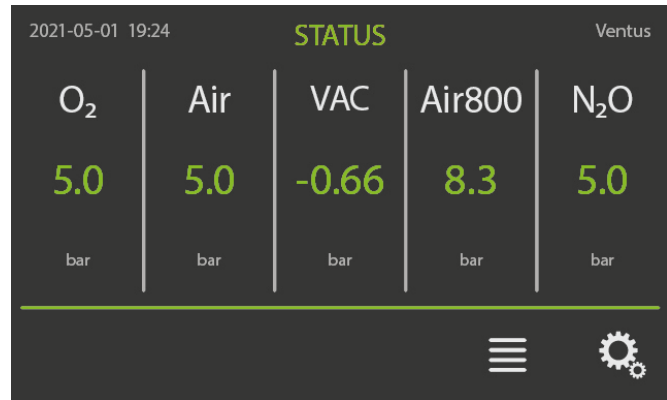 2021-05-01 19:24 STATUS Ventus
O₂ Air VAC Air800 N₂O
5.0 5.0 -0.66 8.3 5.0
bar bar bar bar bar